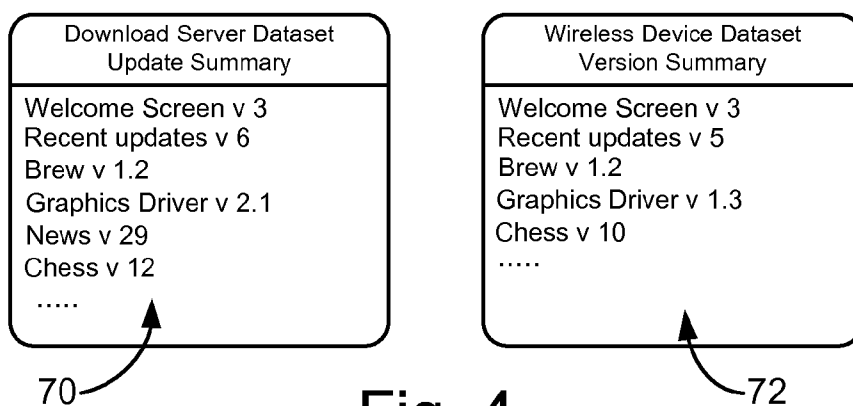 Download Server Dataset
Update Summary
Welcome Screen v 3
Recent updates v 6
Brew v 1.2
Graphics Driver v 2.1
News v 29
Chess v 12
.....
70
Wireless Device Dataset
Version Summary
Welcome Screen v 3
Recent updates v 5
Brew v 1.2
Graphics Driver v 1.3
Chess v 10
.....
72
Fig. 4